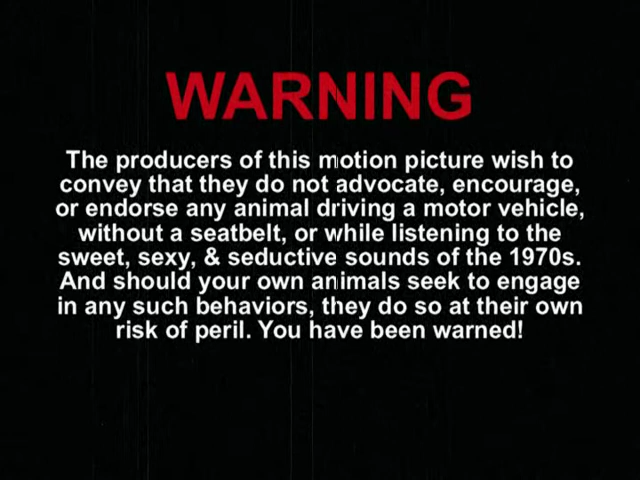 WARNING
The producers of this motion picture wish to
convey that they do not advocate, encourage,
or endorse any animal driving a motor vehicle,
without a seatbelt, or while listening to the
sweet, sexy, & seductive sounds of the 1970s.
And should your own animals seek to engage
in any such behaviors, they do so at their own
risk of peril. You have been warned!